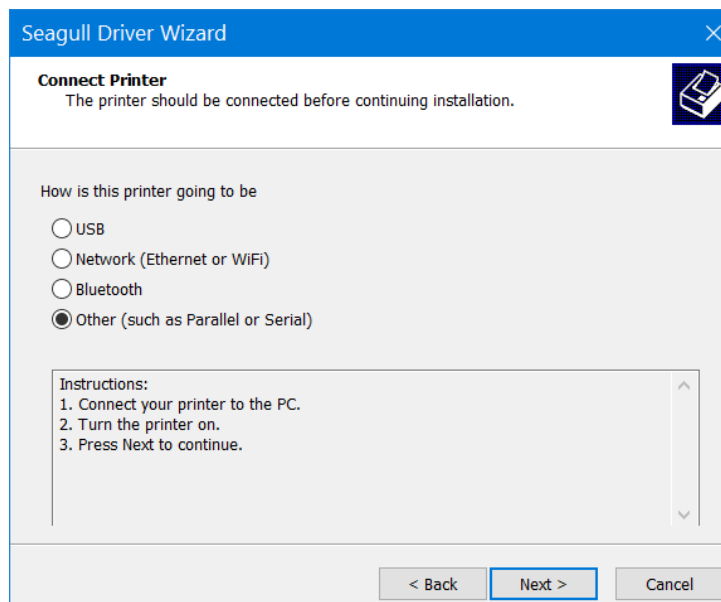 Seagull Driver Wizard
Connect Printer
The printer should be connected before continuing installation.
How is this printer going to be
USB
Network (Ethernet or WiFi)
Bluetooth
Other (such as Parallel or Serial)
Instructions:
1. Connect your printer to the PC.
2. Turn the printer on.
3. Press Next to continue.
< Back Next > Cancel